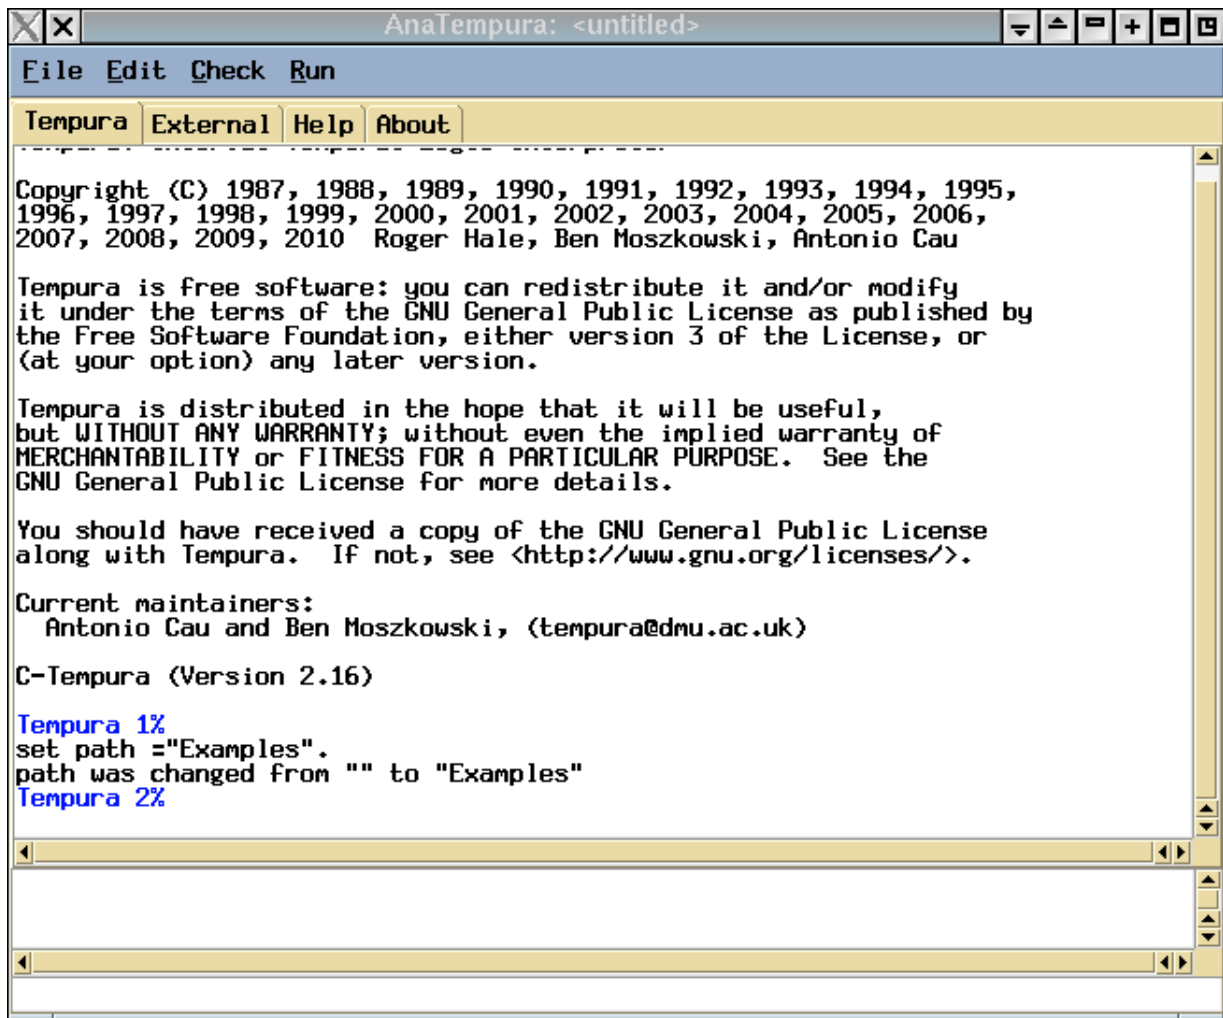 AnaTempura: <untitled>
File Edit Check Run
Tempura External Help About
Copyright (C) 1987, 1988, 1989, 1990, 1991, 1992, 1993, 1994, 1995,
1996, 1997, 1998, 1999, 2000, 2001, 2002, 2003, 2004, 2005, 2006,
2007, 2008, 2009, 2010  Roger Hale, Ben Moszkowski, Antonio Cau
Tempura is free software: you can redistribute it and/or modify
it under the terms of the GNU General Public License as published by
the Free Software Foundation, either version 3 of the License, or
(at your option) any later version.
Tempura is distributed in the hope that it will be useful,
but WITHOUT ANY WARRANTY; without even the implied warranty of
MERCHANTABILITY or FITNESS FOR A PARTICULAR PURPOSE.  See the
GNU General Public License for more details.
You should have received a copy of the GNU General Public License
along with Tempura.  If not, see <http://www.gnu.org/licenses/>.
Current maintainers:
  Antonio Cau and Ben Moszkowski, (tempura@dmu.ac.uk)
C-Tempura (Version 2.16)
Tempura 1%
set path ="Examples".
path was changed from "" to "Examples"
Tempura 2%